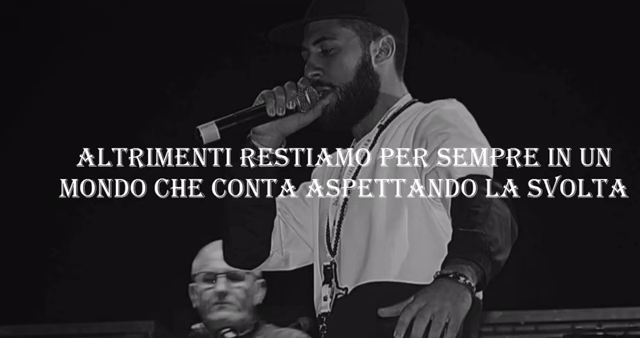 ALTRIMENTI RESTIAMO PER SEMPRE IN UN
MONDO CHE CONTA ASPETTANDO LA SVOLTA